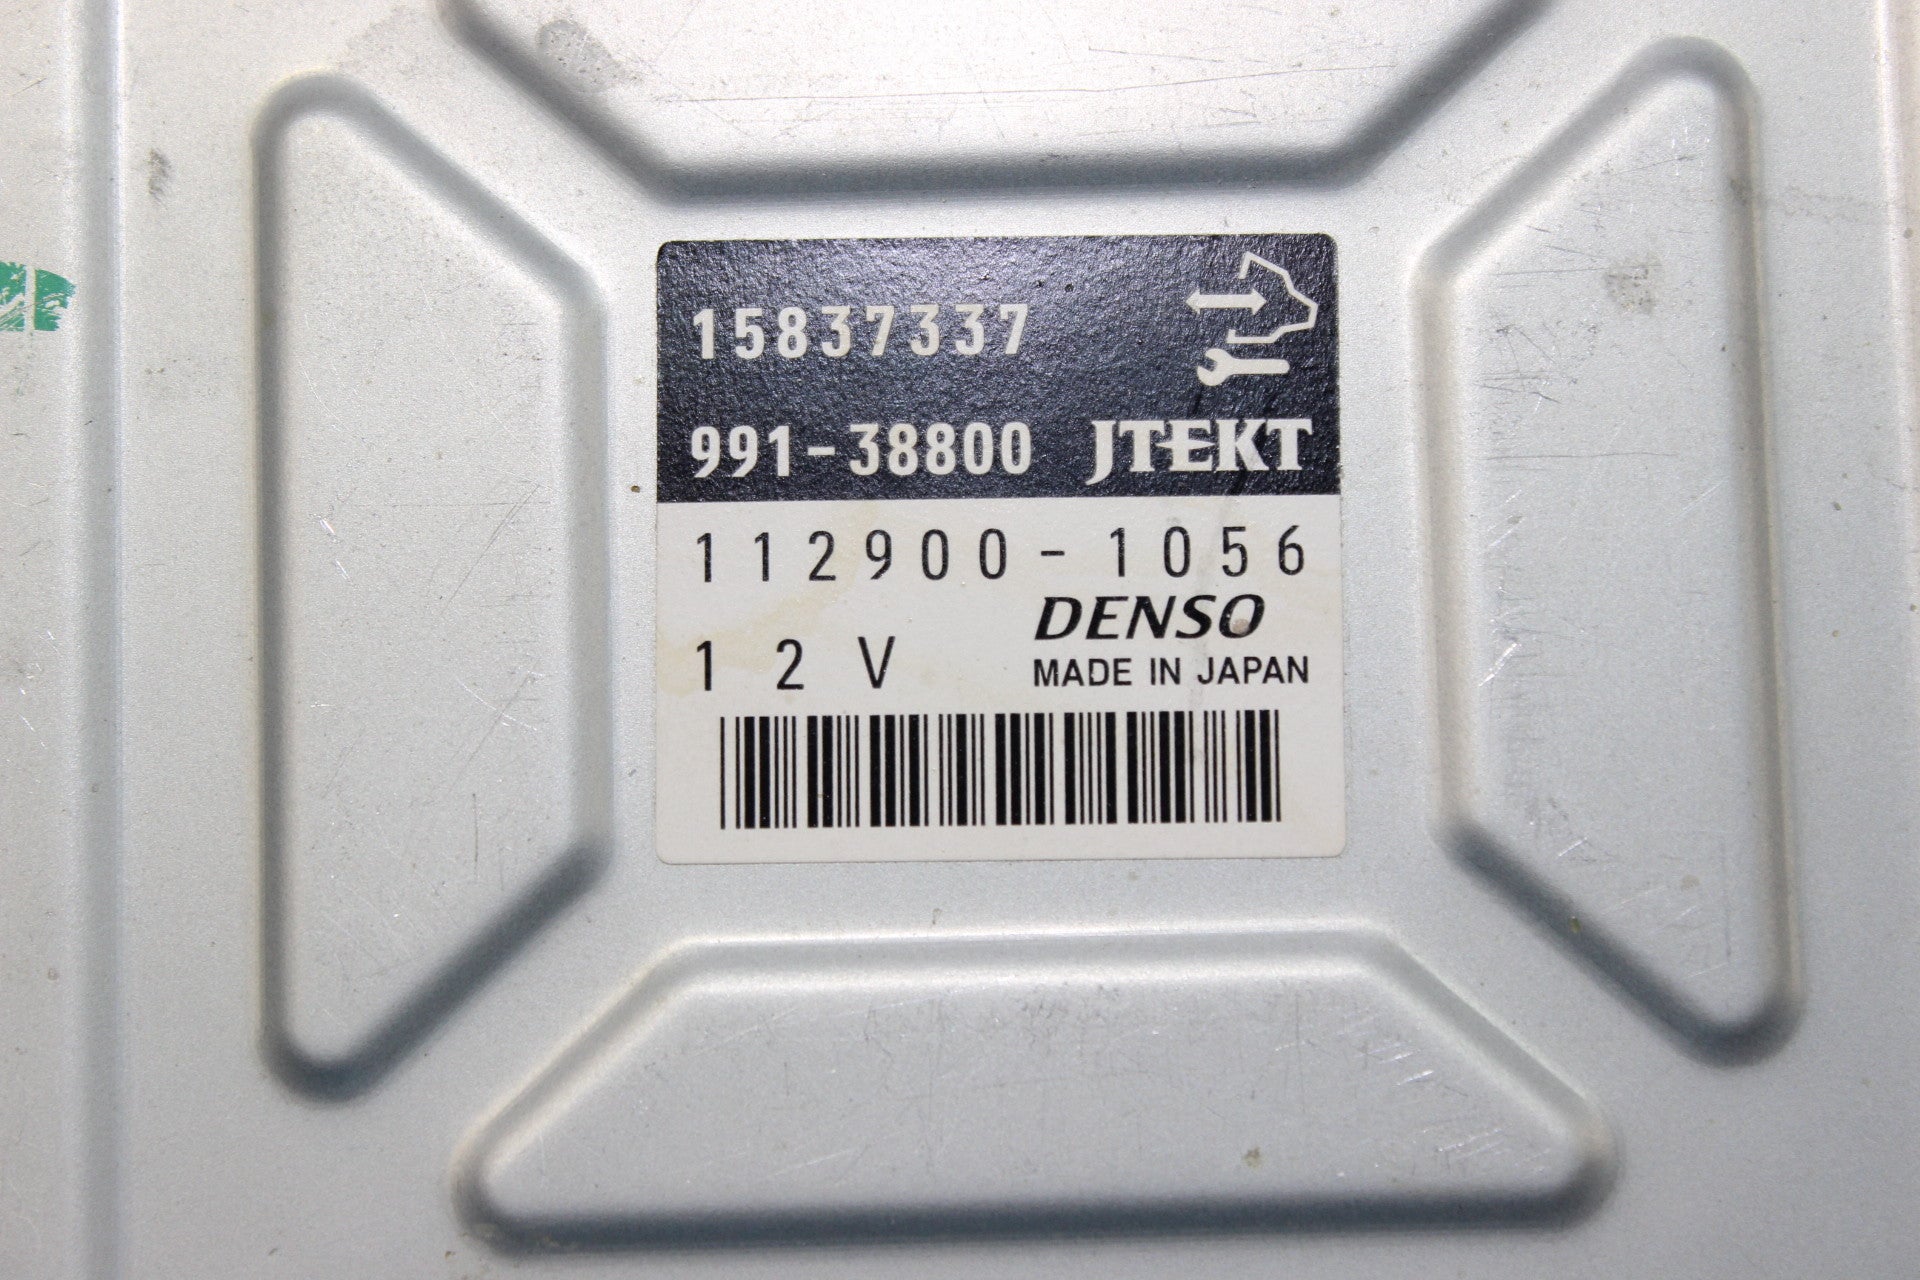 15837337
991-38800 JTEKT
112900-1056
DENSO
12V MADE IN JAPAN